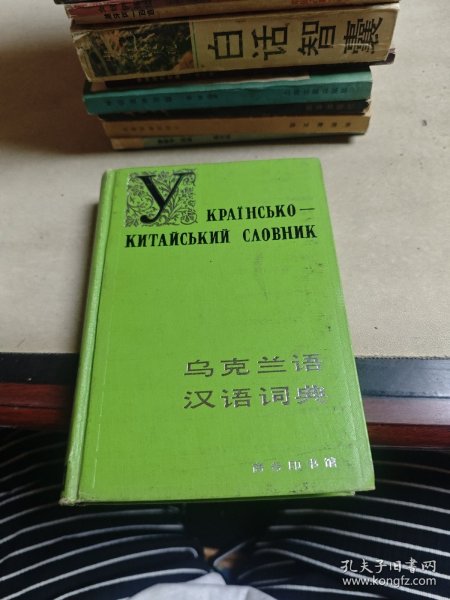 白话智囊
УКРАЇНСЬКО—
КИТАЙСЬКИЙ СЛОВНИК
乌克兰语
汉语词典
商务印书馆
孔夫子旧书网
www.kongfz.com